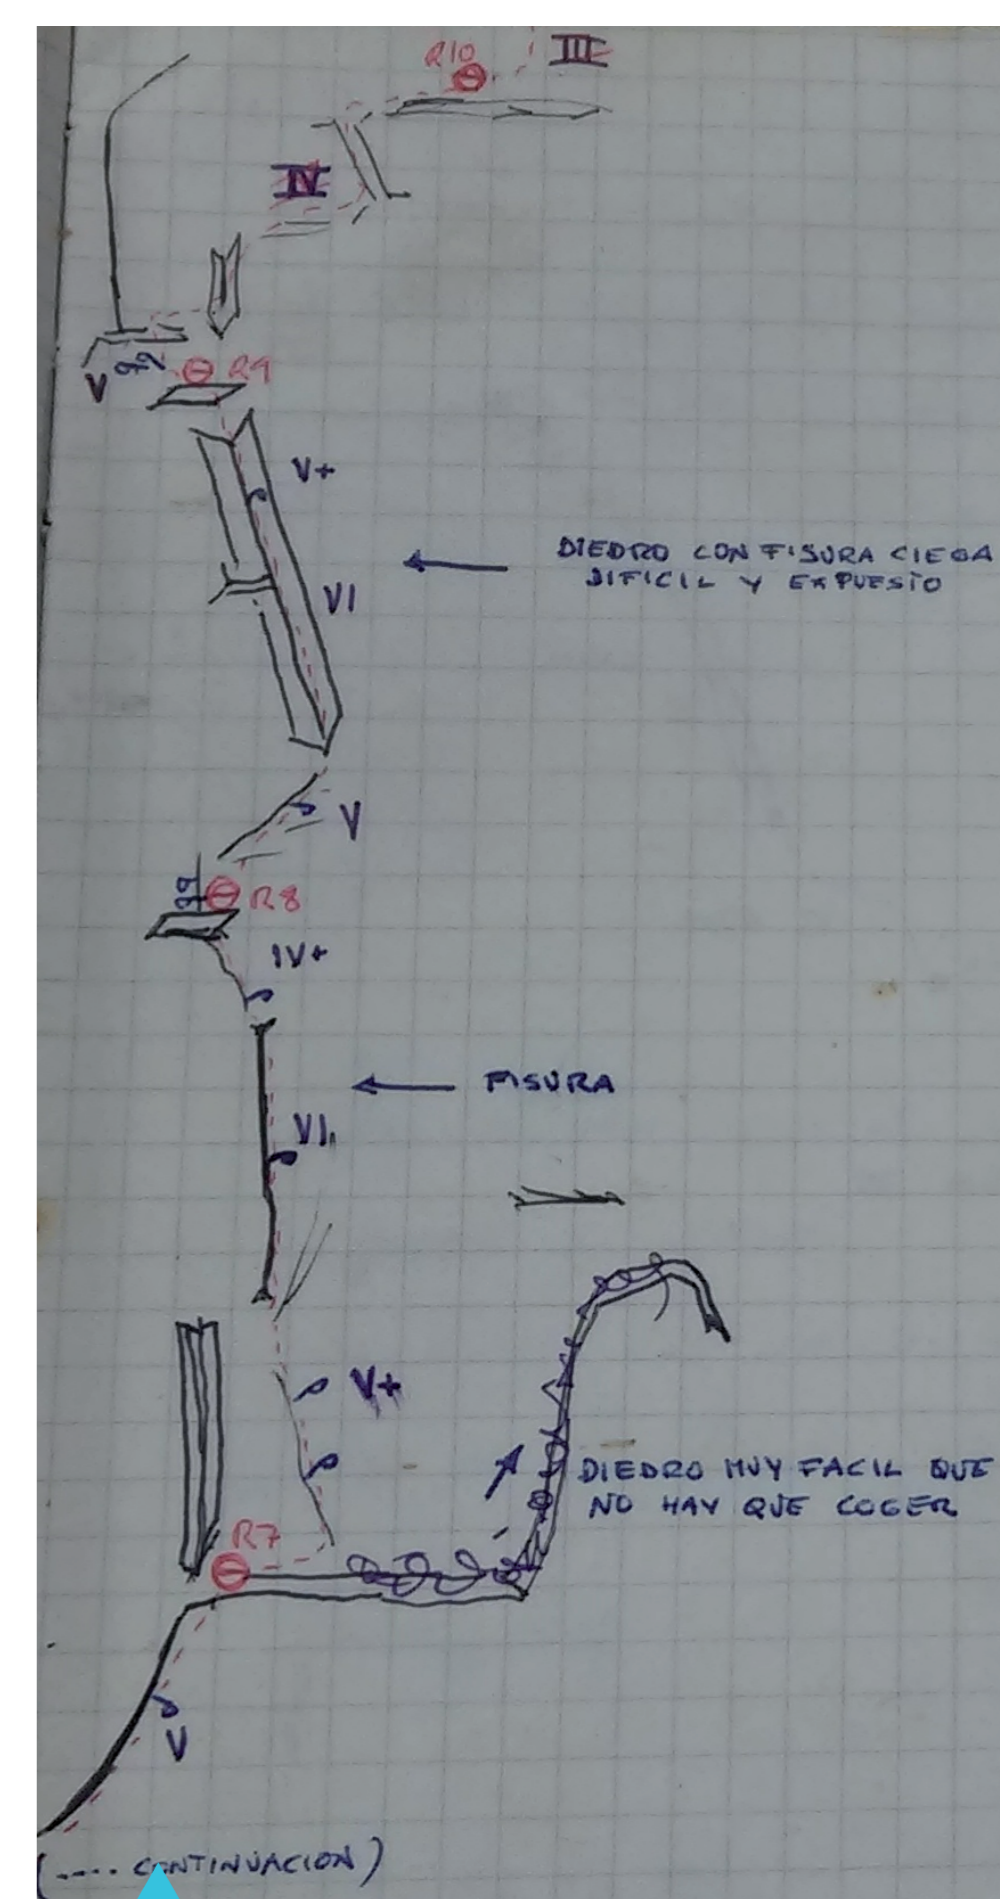 R10 III
IV
R9
V
V+
DIEDRO CON FISURA CIEGA
DIFICIL Y EXPUESTO
VI
V
R8
IV+
FISURA
VI
V+
DIEDRO MUY FACIL QUE
NO HAY QUE COGER
R7
V
(.... CONTINUACION)